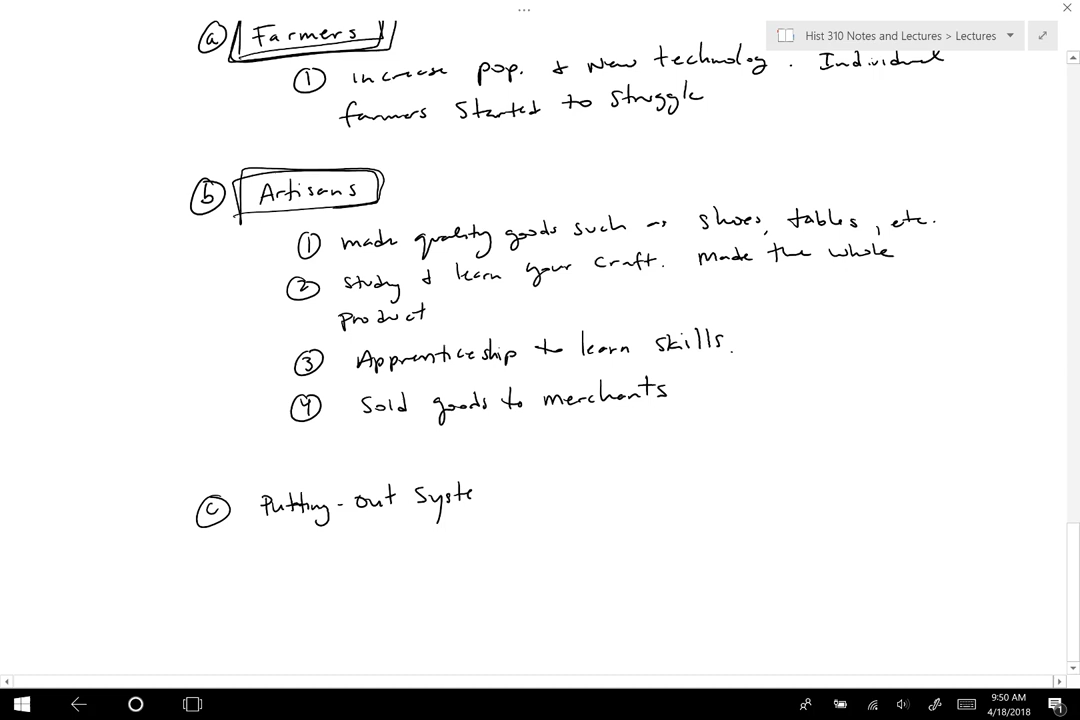 ⓐ Farmers
Hist 310 Notes and Lectures > Lectures
① increase pop. & New technology. Individual
farmers started to struggle
ⓑ Artisans
① made quality goods such → shoes, tables, etc.
② study & learn your craft. made the whole
product
③ Apprenticeship to learn skills.
④ Sold goods to merchants
ⓒ Putting-out Syste
9:50 AM
4/18/2018
1